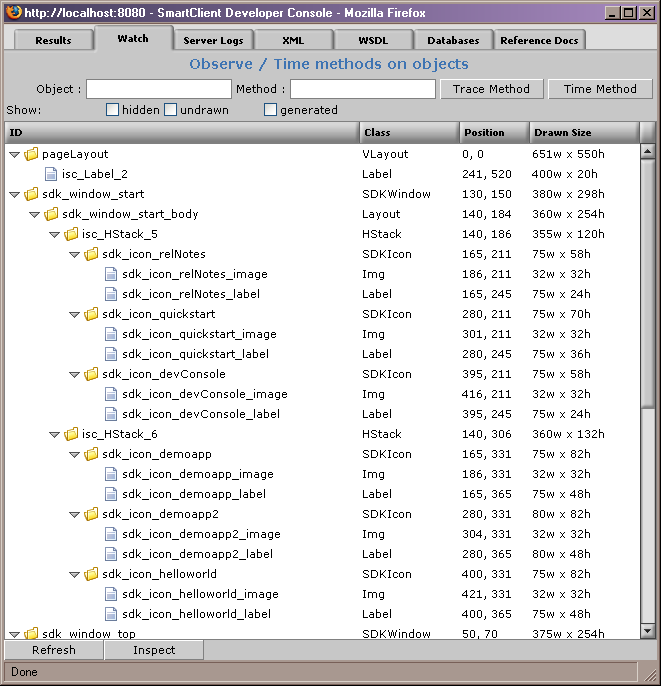 http://localhost:8080 - SmartClient Developer Console - Mozilla Firefox
Results Watch Server Logs XML WSDL Databases Reference Docs
Observe / Time methods on objects
Object : Method : Trace Method Time Method
Show: hidden undrawn generated
ID Class Position Drawn Size
pageLayout VLayout 0, 0 651w x 550h
isc_Label_2 Label 241, 520 400w x 20h
sdk_window_start SDKWindow 130, 150 380w x 298h
sdk_window_start_body Layout 140, 184 360w x 254h
isc_HStack_5 HStack 140, 186 355w x 120h
sdk_icon_relNotes SDKIcon 165, 211 75w x 58h
sdk_icon_relNotes_image Img 186, 211 32w x 32h
sdk_icon_relNotes_label Label 165, 245 75w x 24h
sdk_icon_quickstart SDKIcon 280, 211 75w x 70h
sdk_icon_quickstart_image Img 301, 211 32w x 32h
sdk_icon_quickstart_label Label 280, 245 75w x 36h
sdk_icon_devConsole SDKIcon 395, 211 75w x 58h
sdk_icon_devConsole_image Img 416, 211 32w x 32h
sdk_icon_devConsole_label Label 395, 245 75w x 24h
isc_HStack_6 HStack 140, 306 360w x 132h
sdk_icon_demoapp SDKIcon 165, 331 75w x 82h
sdk_icon_demoapp_image Img 186, 331 32w x 32h
sdk_icon_demoapp_label Label 165, 365 75w x 48h
sdk_icon_demoapp2 SDKIcon 280, 331 80w x 82h
sdk_icon_demoapp2_image Img 304, 331 32w x 32h
sdk_icon_demoapp2_label Label 280, 365 80w x 48h
sdk_icon_helloworld SDKIcon 400, 331 75w x 82h
sdk_icon_helloworld_image Img 421, 331 32w x 32h
sdk_icon_helloworld_label Label 400, 365 75w x 48h
sdk_window_top SDKWindow 50, 70 375w x 254h
Refresh Inspect
Done